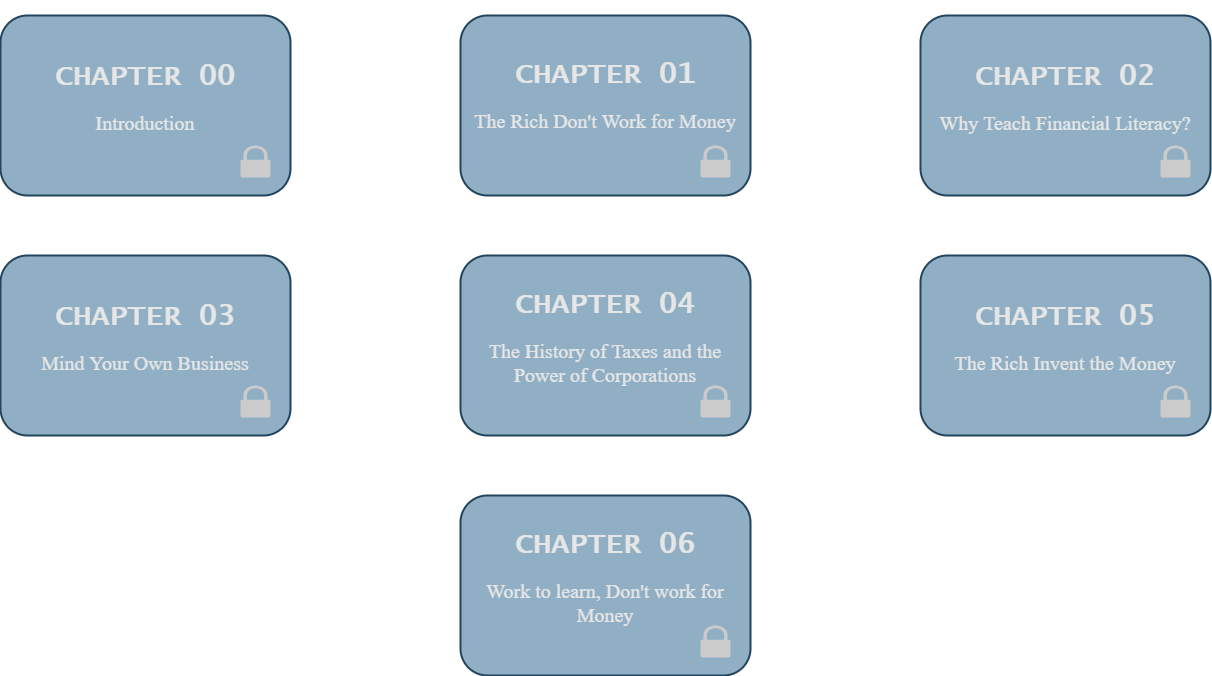 CHAPTER 00
Introduction
CHAPTER 01
The Rich Don't Work for Money
CHAPTER 02
Why Teach Financial Literacy?
CHAPTER 03
Mind Your Own Business
CHAPTER 04
The History of Taxes and the
Power of Corporations
CHAPTER 05
The Rich Invent the Money
CHAPTER 06
Work to learn, Don't work for
Money